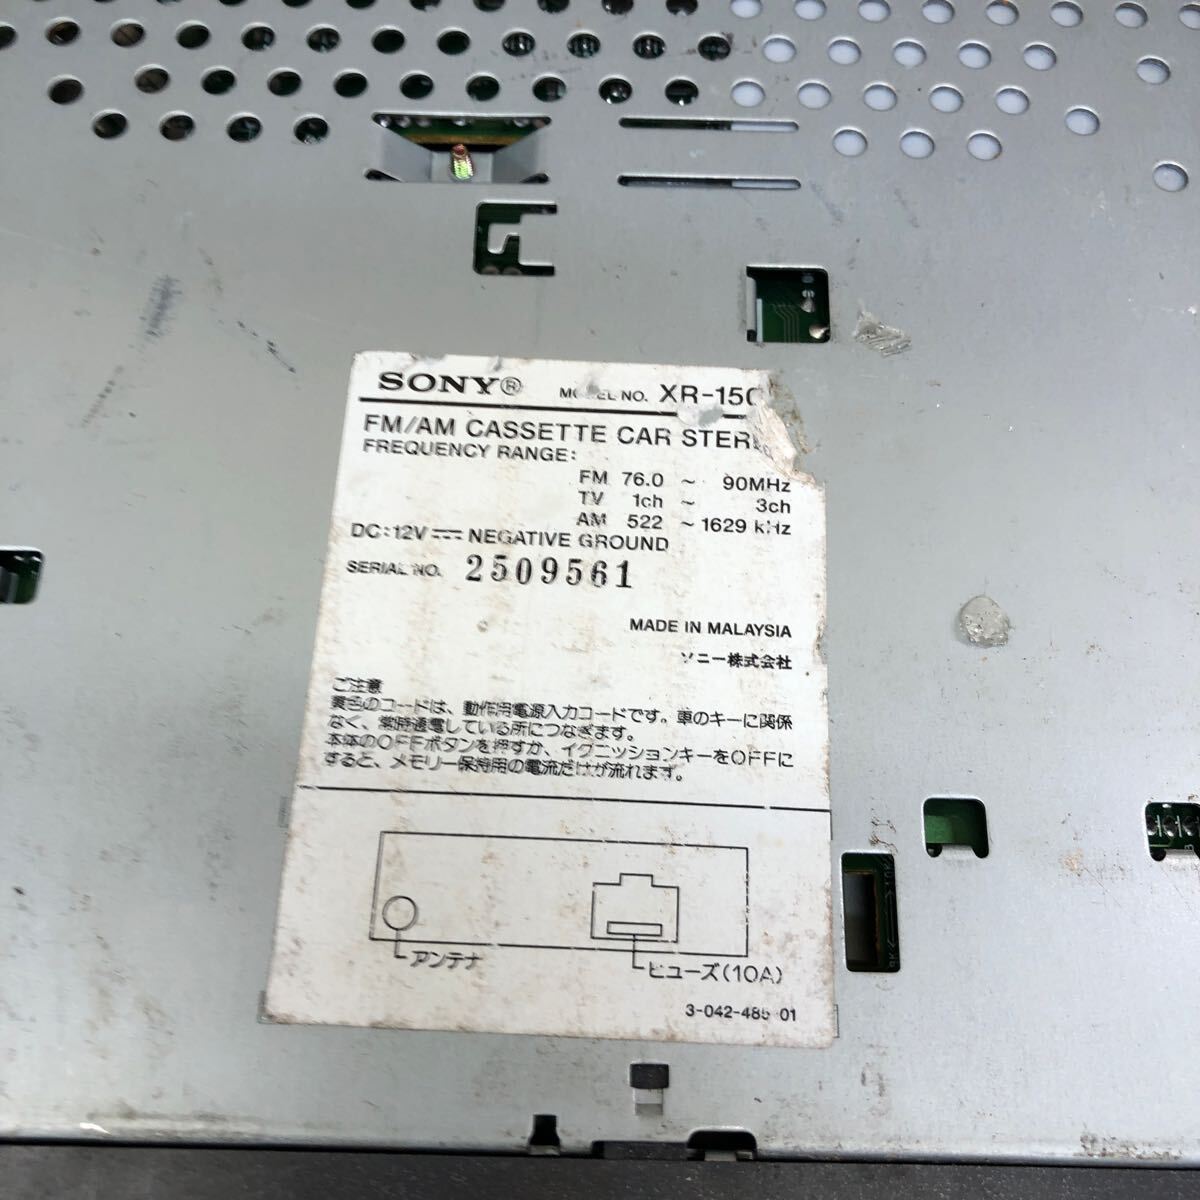 SONY® MODEL NO. XR-150
FM/AM CASSETTE CAR STEREO
FREQUENCY RANGE:
FM 76.0 ~ 90MHz
TV 1ch ~ 3ch
AM 522 ~ 1629 kHz
DC:12V ⎓ NEGATIVE GROUND
SERIAL NO. 2509561
MADE IN MALAYSIA
ソニー株式会社
ご注意
黄色のコードは、動作用電源入力コードです。車のキーに関係
なく、常時通電している所につなぎます。
本体のOFFボタンを押すか、イグニッションキーをOFFに
すると、メモリー保持用の電流だけが流れます。
アンテナ
ヒューズ(10A)
3-042-485-01